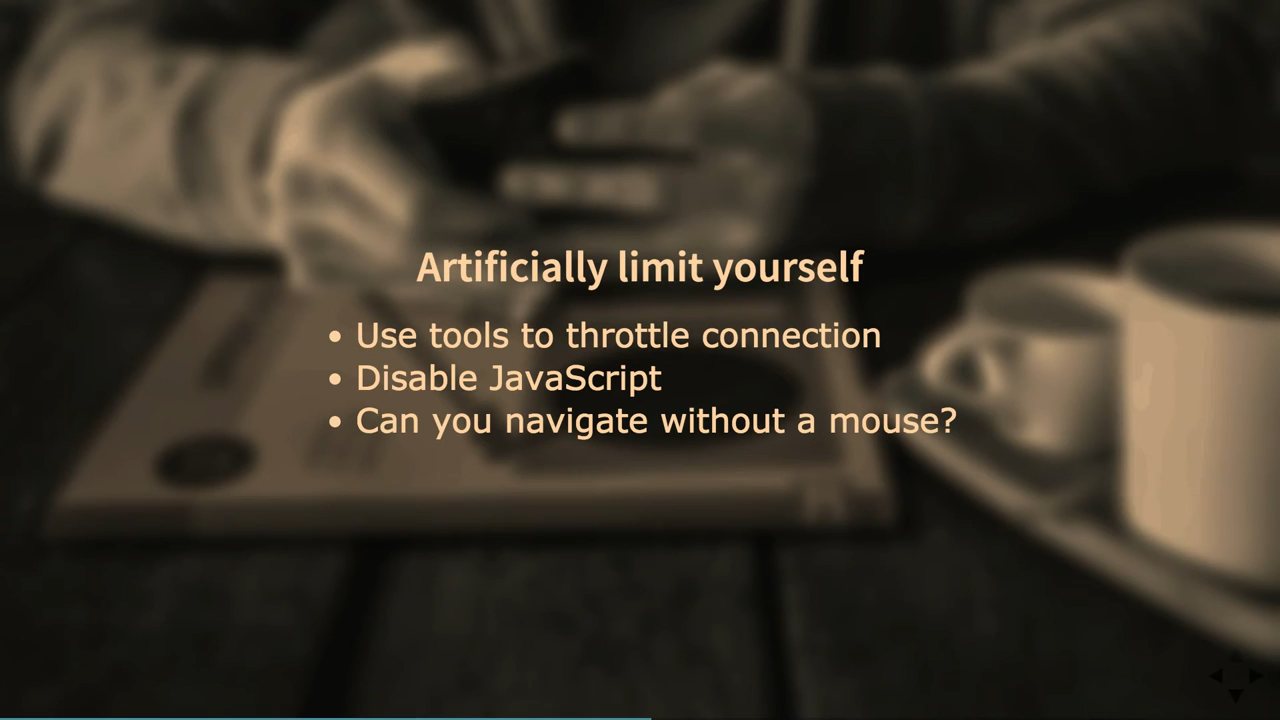 Artificially limit yourself
• Use tools to throttle connection
• Disable JavaScript
• Can you navigate without a mouse?